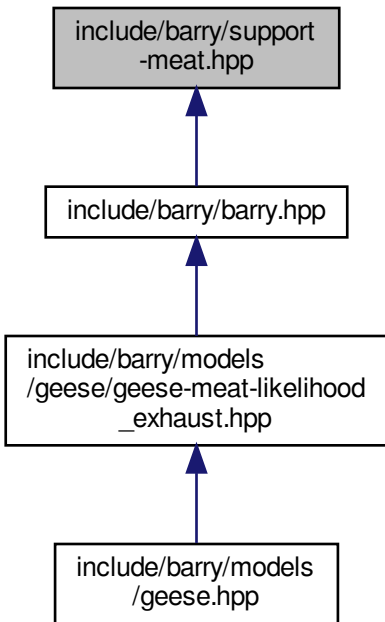 include/barry/support
-meat.hpp
include/barry/barry.hpp
include/barry/models
/geese/geese-meat-likelihood
_exhaust.hpp
include/barry/models
/geese.hpp